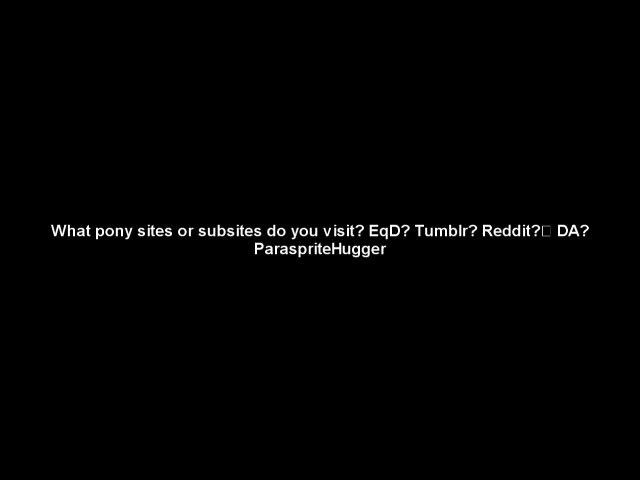 What pony sites or subsites do you visit? EqD? Tumblr? Reddit? DA?
ParaspriteHugger